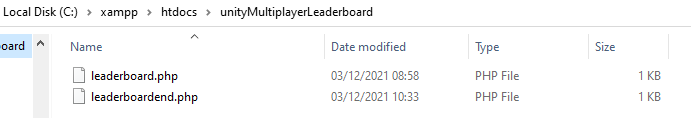 Local Disk (C:) > xampp > htdocs > unityMultiplayerLeaderboard
oard
Name Date modified Type Size
leaderboard.php 03/12/2021 08:58 PHP File 1 KB
leaderboardend.php 03/12/2021 10:33 PHP File 1 KB